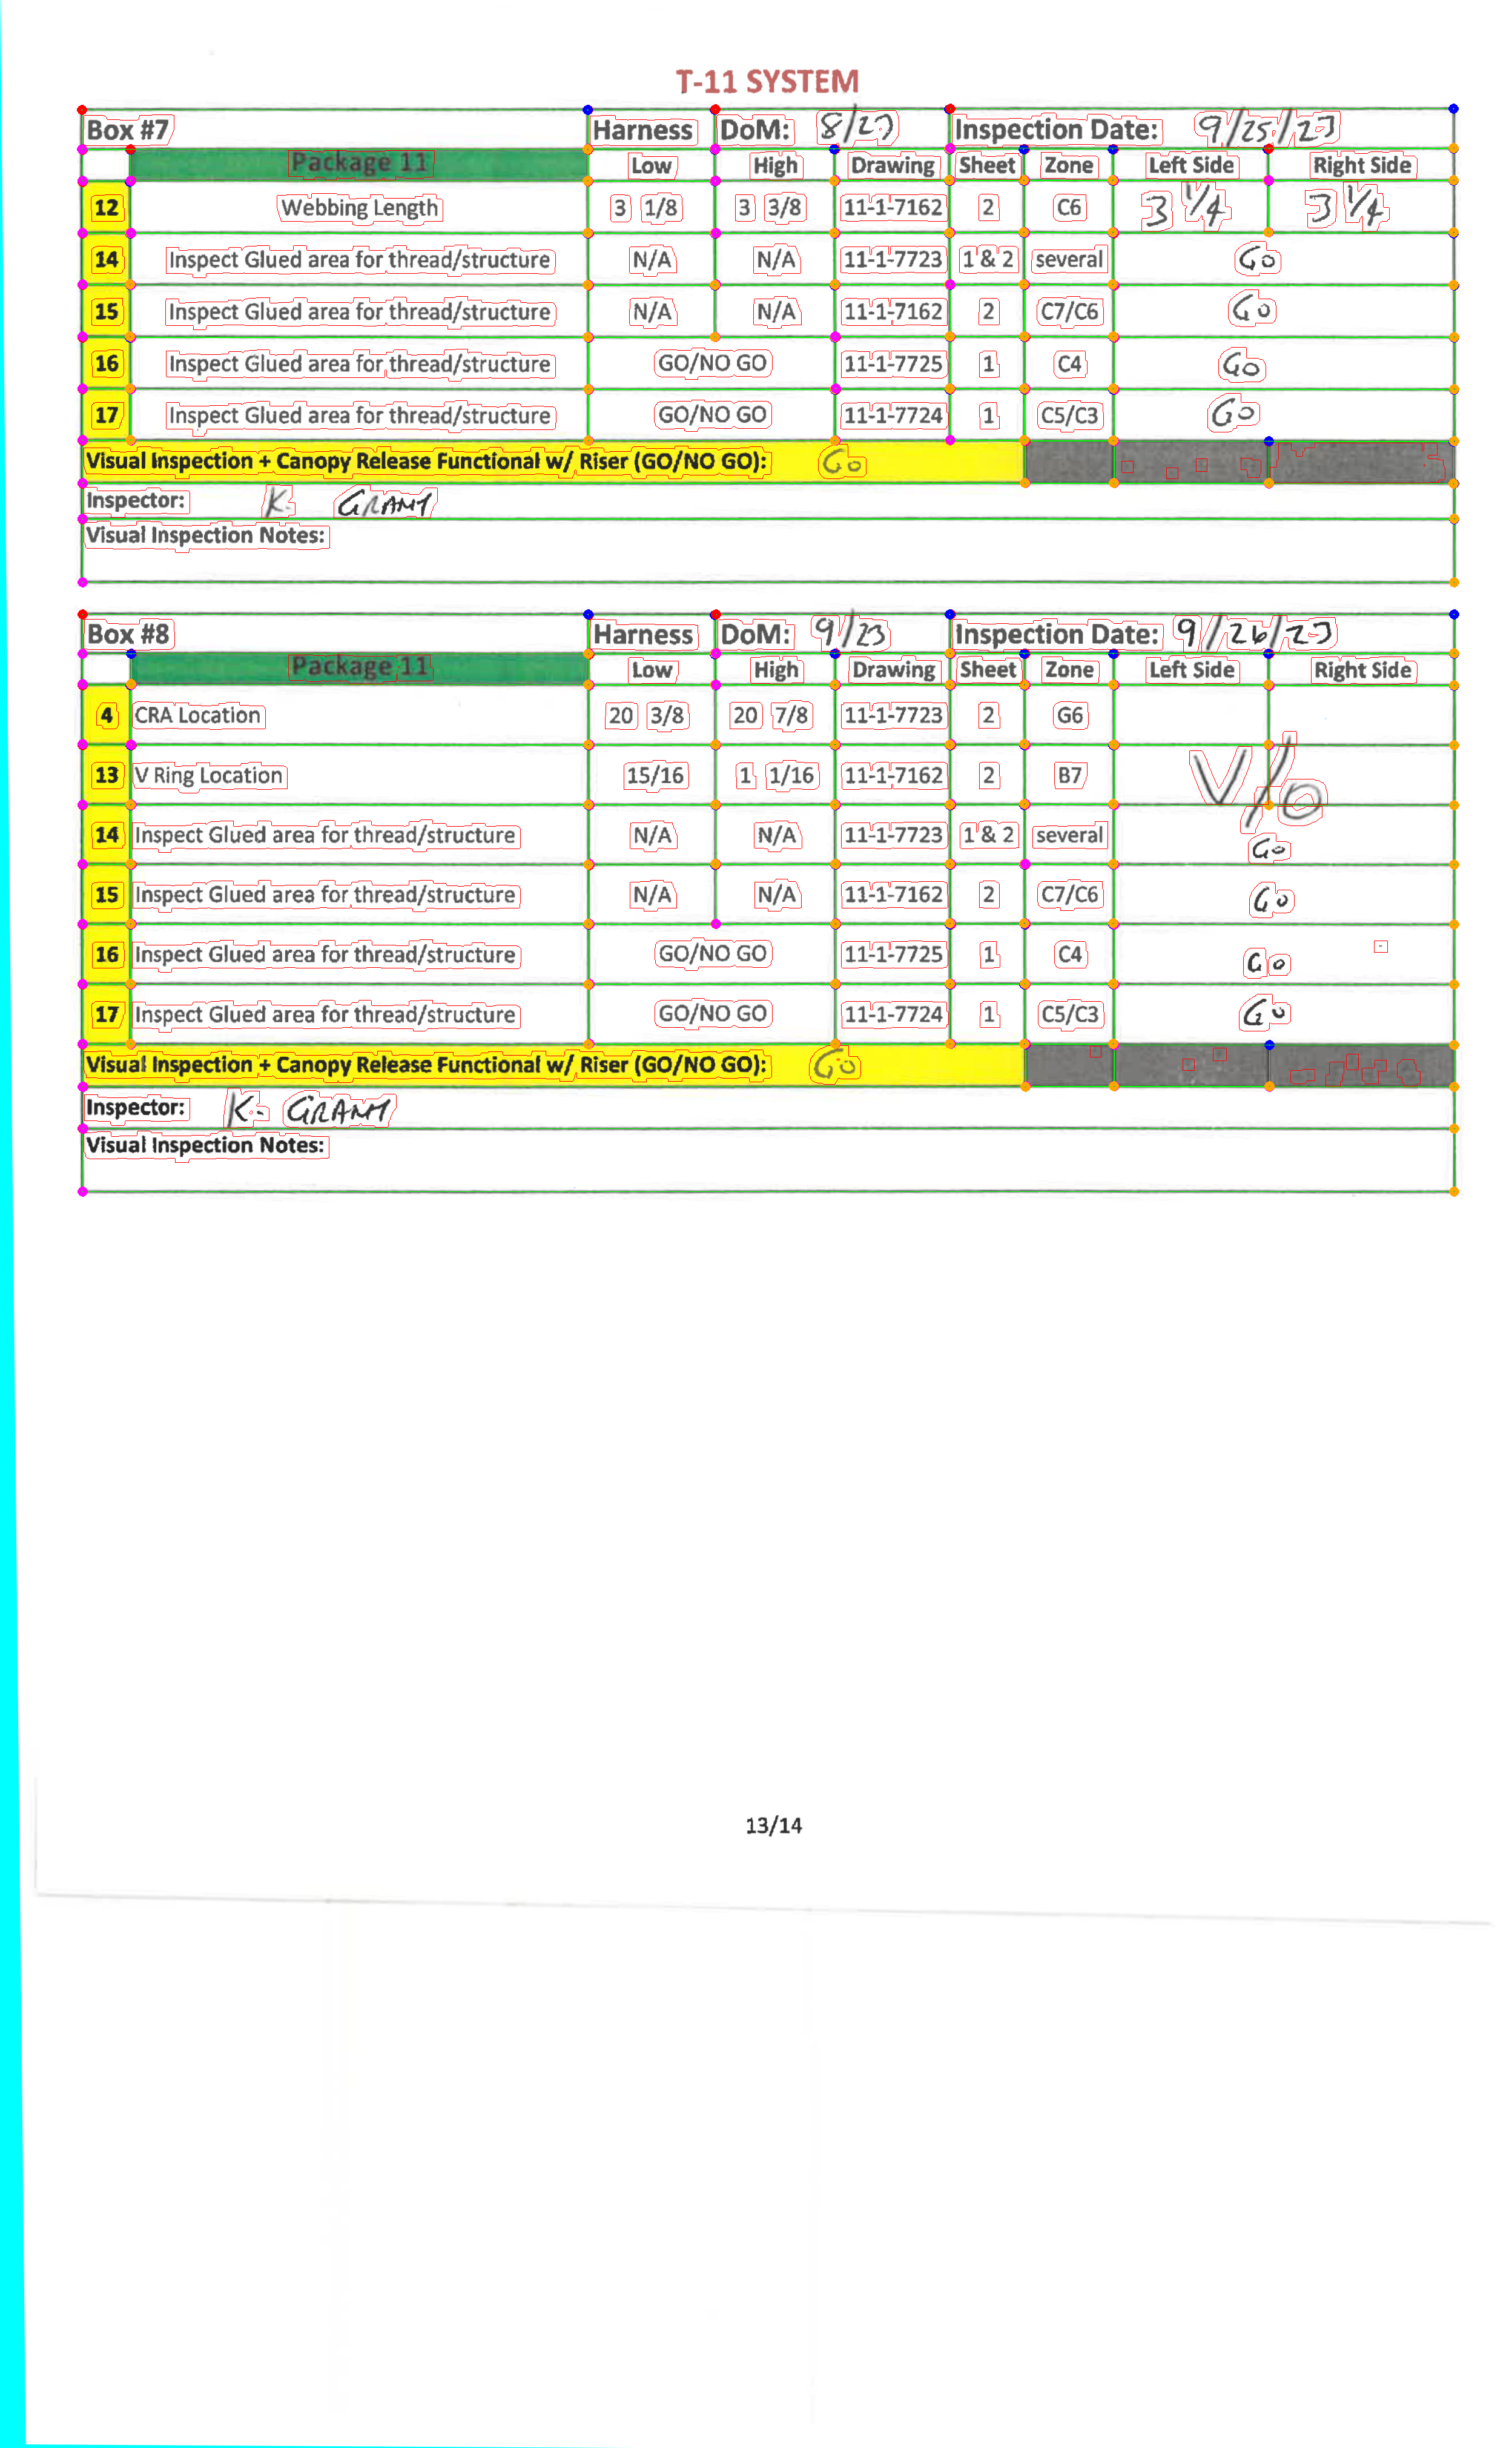 T-11 SYSTEM
Box #7 Harness DoM: 8/23 Inspection Date: 9/25/23
Package 11 Low High Drawing Sheet Zone Left Side Right Side
12 Webbing Length 3 1/8 3 3/8 11-1-7162 2 C6 3 1/4 3 1/4
14 Inspect Glued area for thread/structure N/A N/A 11-1-7723 1 & 2 several Go
15 Inspect Glued area for thread/structure N/A N/A 11-1-7162 2 C7/C6 Go
16 Inspect Glued area for thread/structure GO/NO GO 11-1-7725 1 C4 Go
17 Inspect Glued area for thread/structure GO/NO GO 11-1-7724 1 C5/C3 Go
Visual Inspection + Canopy Release Functional w/ Riser (GO/NO GO): Go
Inspector: K. GRANT
Visual Inspection Notes:
Box #8 Harness DoM: 9/23 Inspection Date: 9/26/23
Package 11 Low High Drawing Sheet Zone Left Side Right Side
4 CRA Location 20 3/8 20 7/8 11-1-7723 2 G6
13 V Ring Location 15/16 1 1/16 11-1-7162 2 B7 V/O
14 Inspect Glued area for thread/structure N/A N/A 11-1-7723 1 & 2 several Go
15 Inspect Glued area for thread/structure N/A N/A 11-1-7162 2 C7/C6 Go
16 Inspect Glued area for thread/structure GO/NO GO 11-1-7725 1 C4 Go
17 Inspect Glued area for thread/structure GO/NO GO 11-1-7724 1 C5/C3 Go
Visual Inspection + Canopy Release Functional w/ Riser (GO/NO GO): Go
Inspector: K. GRANT
Visual Inspection Notes:
13/14